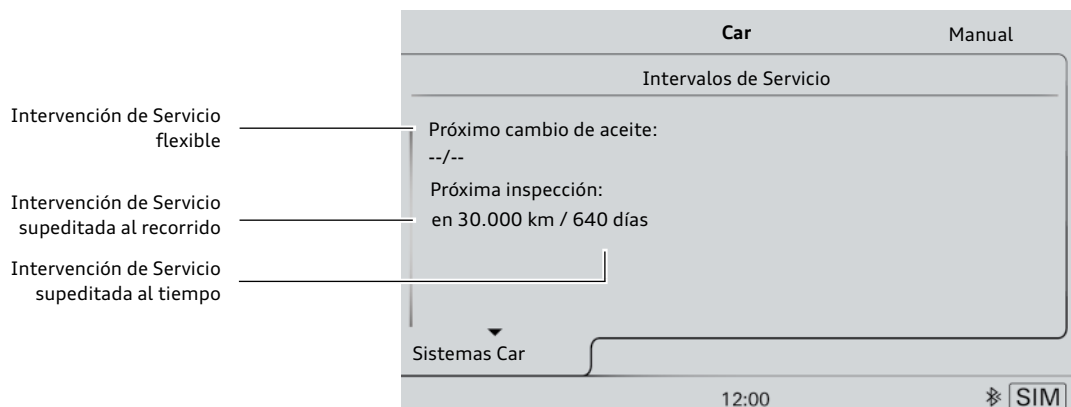 Car
Manual
Intervalos de Servicio
Intervención de Servicio
flexible
Próximo cambio de aceite:
--/--
Próxima inspección:
Intervención de Servicio
supeditada al recorrido
en 30.000 km / 640 días
Intervención de Servicio
supeditada al tiempo
Sistemas Car
12:00
SIM